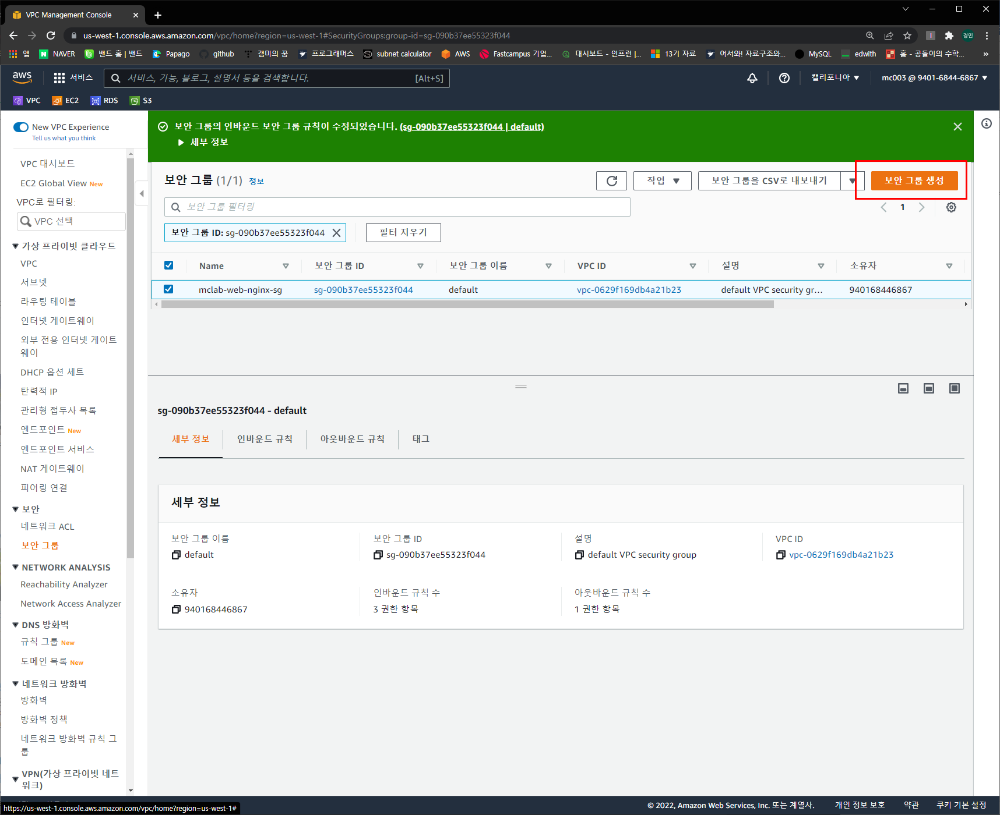 VPC Management Console
us-west-1.console.aws.amazon.com/vpc/home?region=us-west-1#SecurityGroups:group-id=sg-090b37ee55323f044
경민
앱 NAVER 밴드 홈 | 밴드 Papago github 캠미의 꿈 프로그래머스 subnet calculator AWS Fastcampus 기업... 대시보드 - 인프런 |... 13기 자료 어서와! 자료구조와... MySQL edwith 홈 - 공돌이의 수학... »
aws 서비스 서비스, 기능, 블로그, 설명서 등을 검색합니다. [Alt+S] 캘리포니아 mc003 @ 9401-6844-6867
VPC EC2 RDS S3
New VPC Experience
Tell us what you think
VPC 대시보드
EC2 Global View New
VPC로 필터링:
VPC 선택
가상 프라이빗 클라우드
VPC
서브넷
라우팅 테이블
인터넷 게이트웨이
외부 전용 인터넷 게이트
웨이
DHCP 옵션 세트
탄력적 IP
관리형 접두사 목록
엔드포인트 New
엔드포인트 서비스
NAT 게이트웨이
피어링 연결
보안
네트워크 ACL
보안 그룹
NETWORK ANALYSIS
Reachability Analyzer
Network Access Analyzer
DNS 방화벽
규칙 그룹 New
도메인 목록 New
네트워크 방화벽
방화벽
방화벽 정책
네트워크 방화벽 규칙 그
룹
VPN(가상 프라이빗 네트
워크)
보안 그룹의 인바운드 보안 그룹 규칙이 수정되었습니다. (sg-090b37ee55323f044 | default)
세부 정보
보안 그룹 (1/1) 정보
작업 보안 그룹을 CSV로 내보내기 보안 그룹 생성
보안 그룹 필터링
1
보안 그룹 ID: sg-090b37ee55323f044 필터 지우기
Name 보안 그룹 ID 보안 그룹 이름 VPC ID 설명 소유자
mclab-web-nginx-sg sg-090b37ee55323f044 default vpc-0629f169db4a21b23 default VPC security gr... 940168446867
sg-090b37ee55323f044 - default
세부 정보 인바운드 규칙 아웃바운드 규칙 태그
세부 정보
보안 그룹 이름 보안 그룹 ID 설명 VPC ID
default sg-090b37ee55323f044 default VPC security group vpc-0629f169db4a21b23
소유자 인바운드 규칙 수 아웃바운드 규칙 수
940168446867 3 권한 항목 1 권한 항목
https://us-west-1.console.aws.amazon.com/vpc/home?region=us-west-1#
© 2022, Amazon Web Services, Inc. 또는 계열사. 개인 정보 보호 약관 쿠키 기본 설정